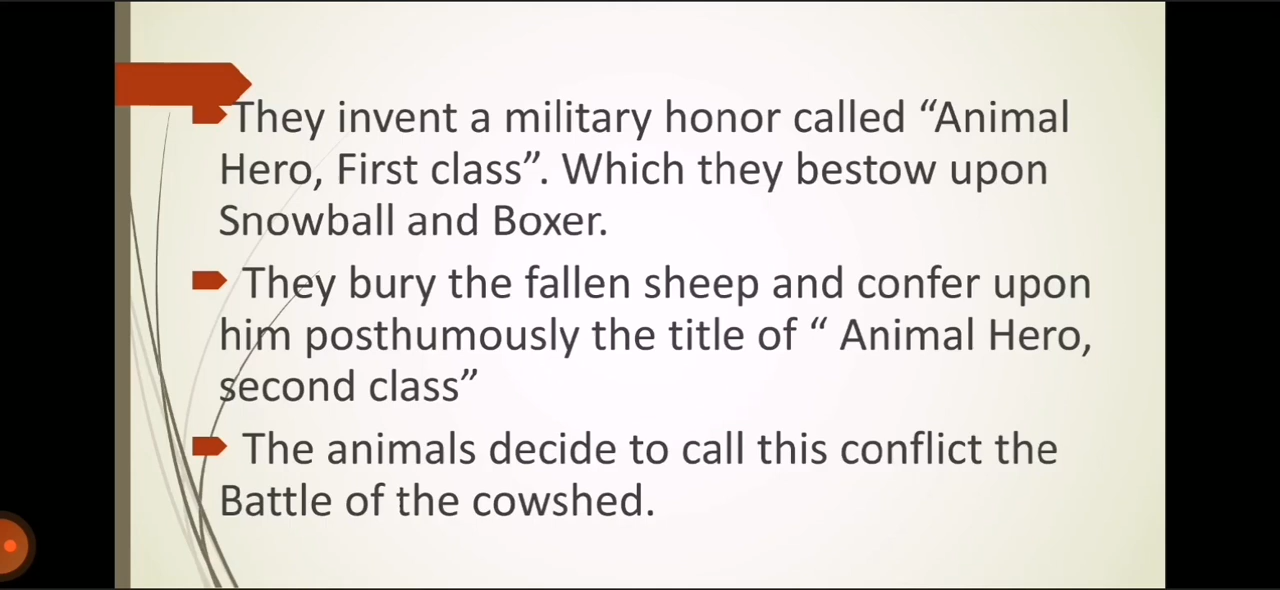 They invent a military honor called “Animal
Hero, First class”. Which they bestow upon
Snowball and Boxer.
They bury the fallen sheep and confer upon
him posthumously the title of “ Animal Hero,
second class”
The animals decide to call this conflict the
Battle of the cowshed.